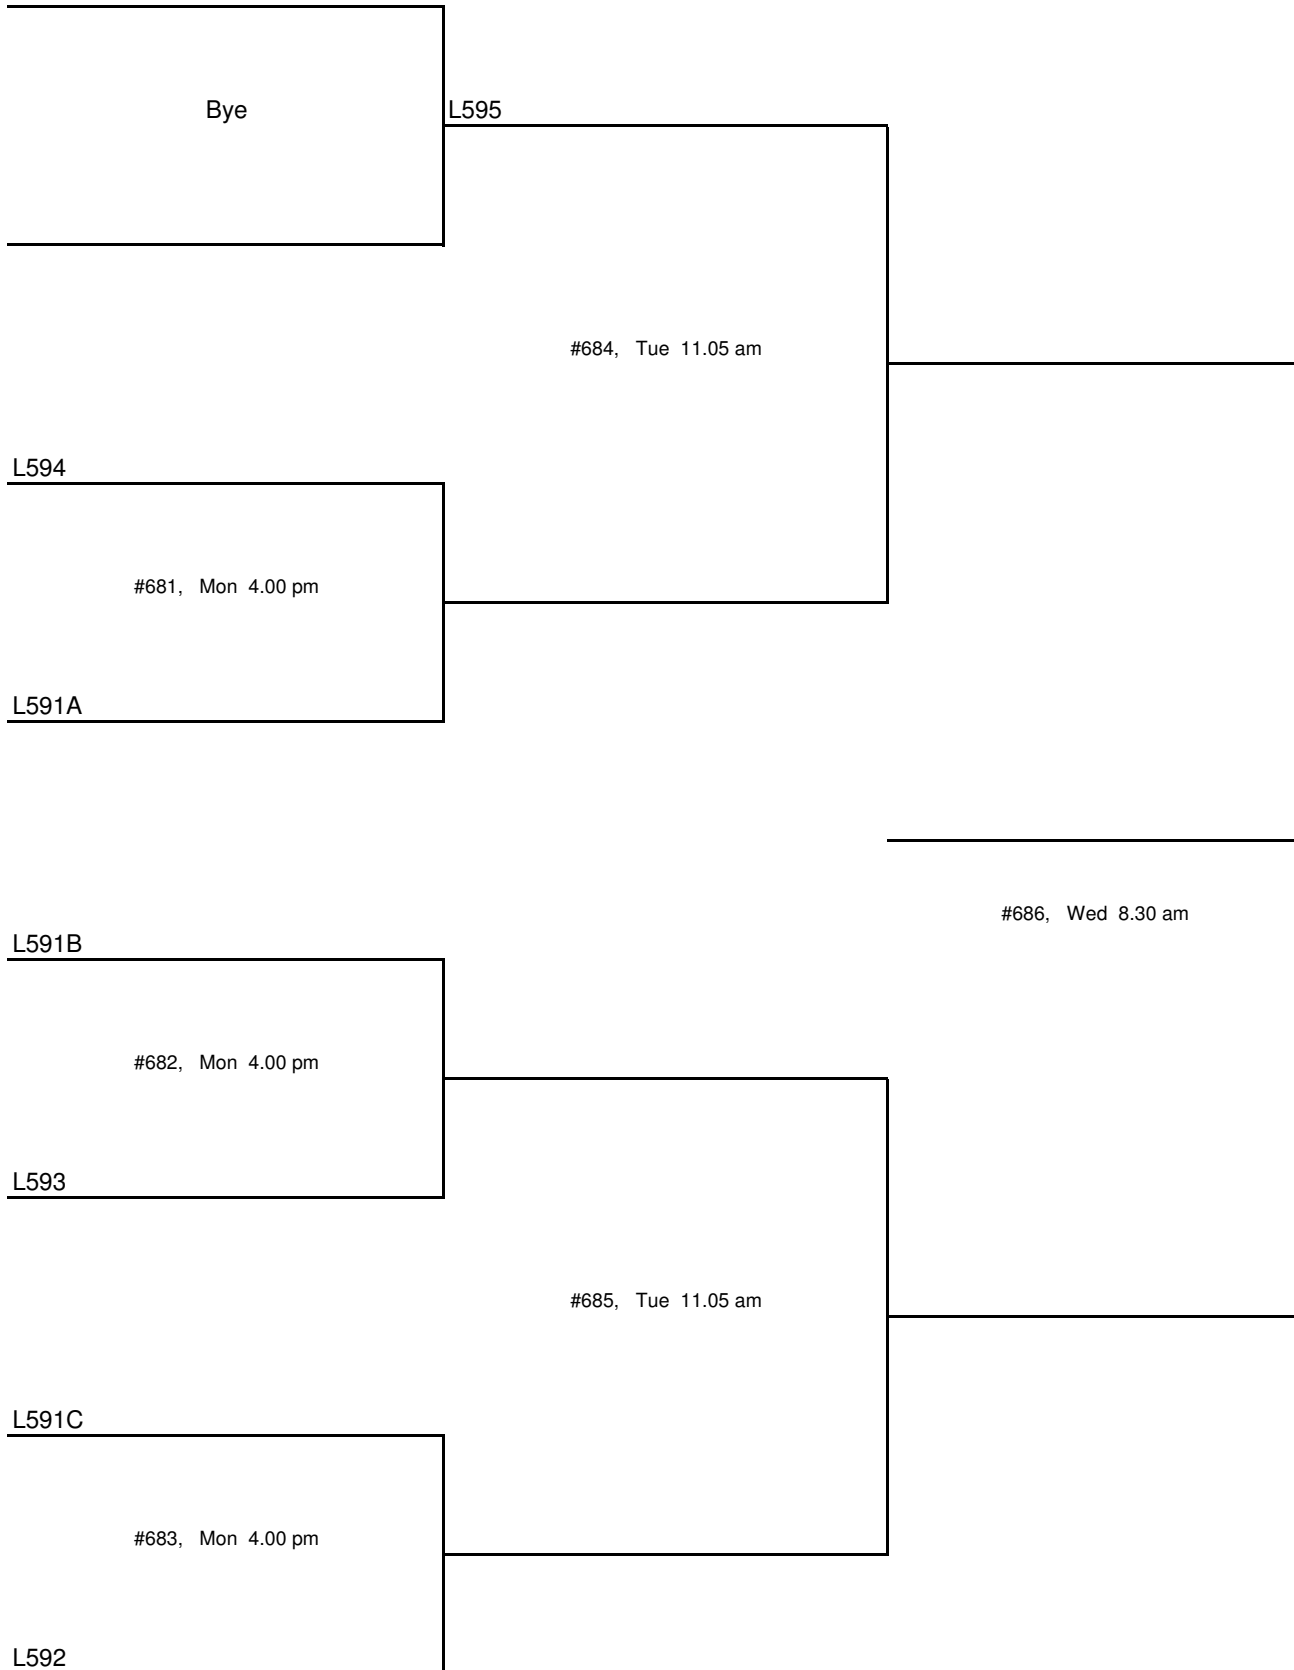 Bye
L595
#684, Tue 11.05 am
L594
#681, Mon 4.00 pm
L591A
#686, Wed 8.30 am
L591B
#682, Mon 4.00 pm
L593
#685, Tue 11.05 am
L591C
#683, Mon 4.00 pm
L592